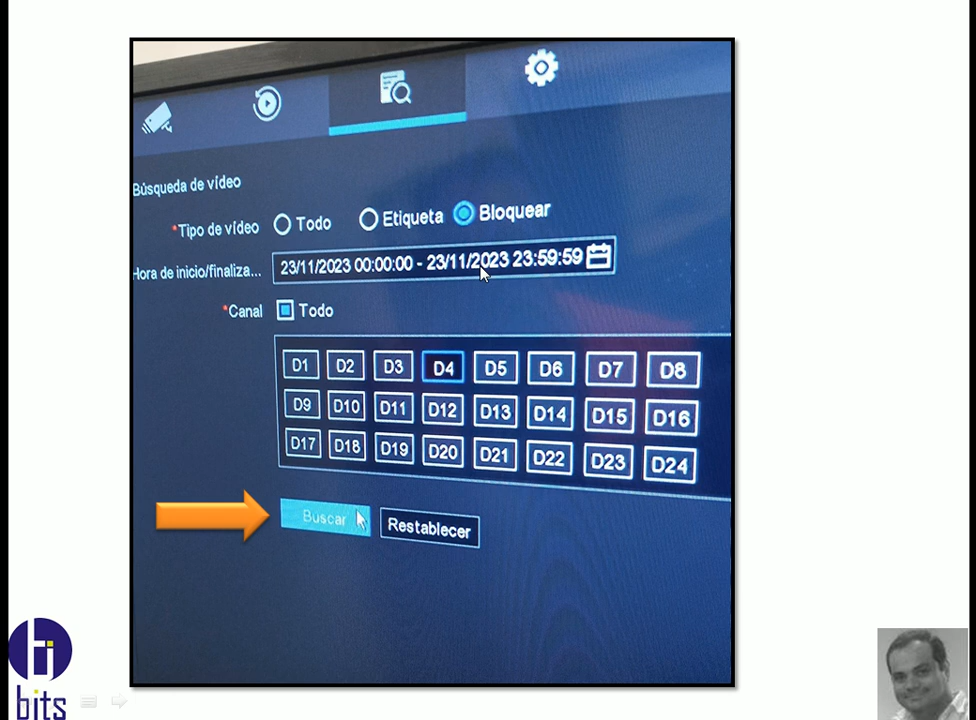 Búsqueda de vídeo
*Tipo de vídeo Todo Etiqueta Bloquear
Hora de inicio/finaliza... 23/11/2023 00:00:00 - 23/11/2023 23:59:59
*Canal Todo
D1 D2 D3 D4 D5 D6 D7 D8
D9 D10 D11 D12 D13 D14 D15 D16
D17 D18 D19 D20 D21 D22 D23 D24
Buscar Restablecer
bits